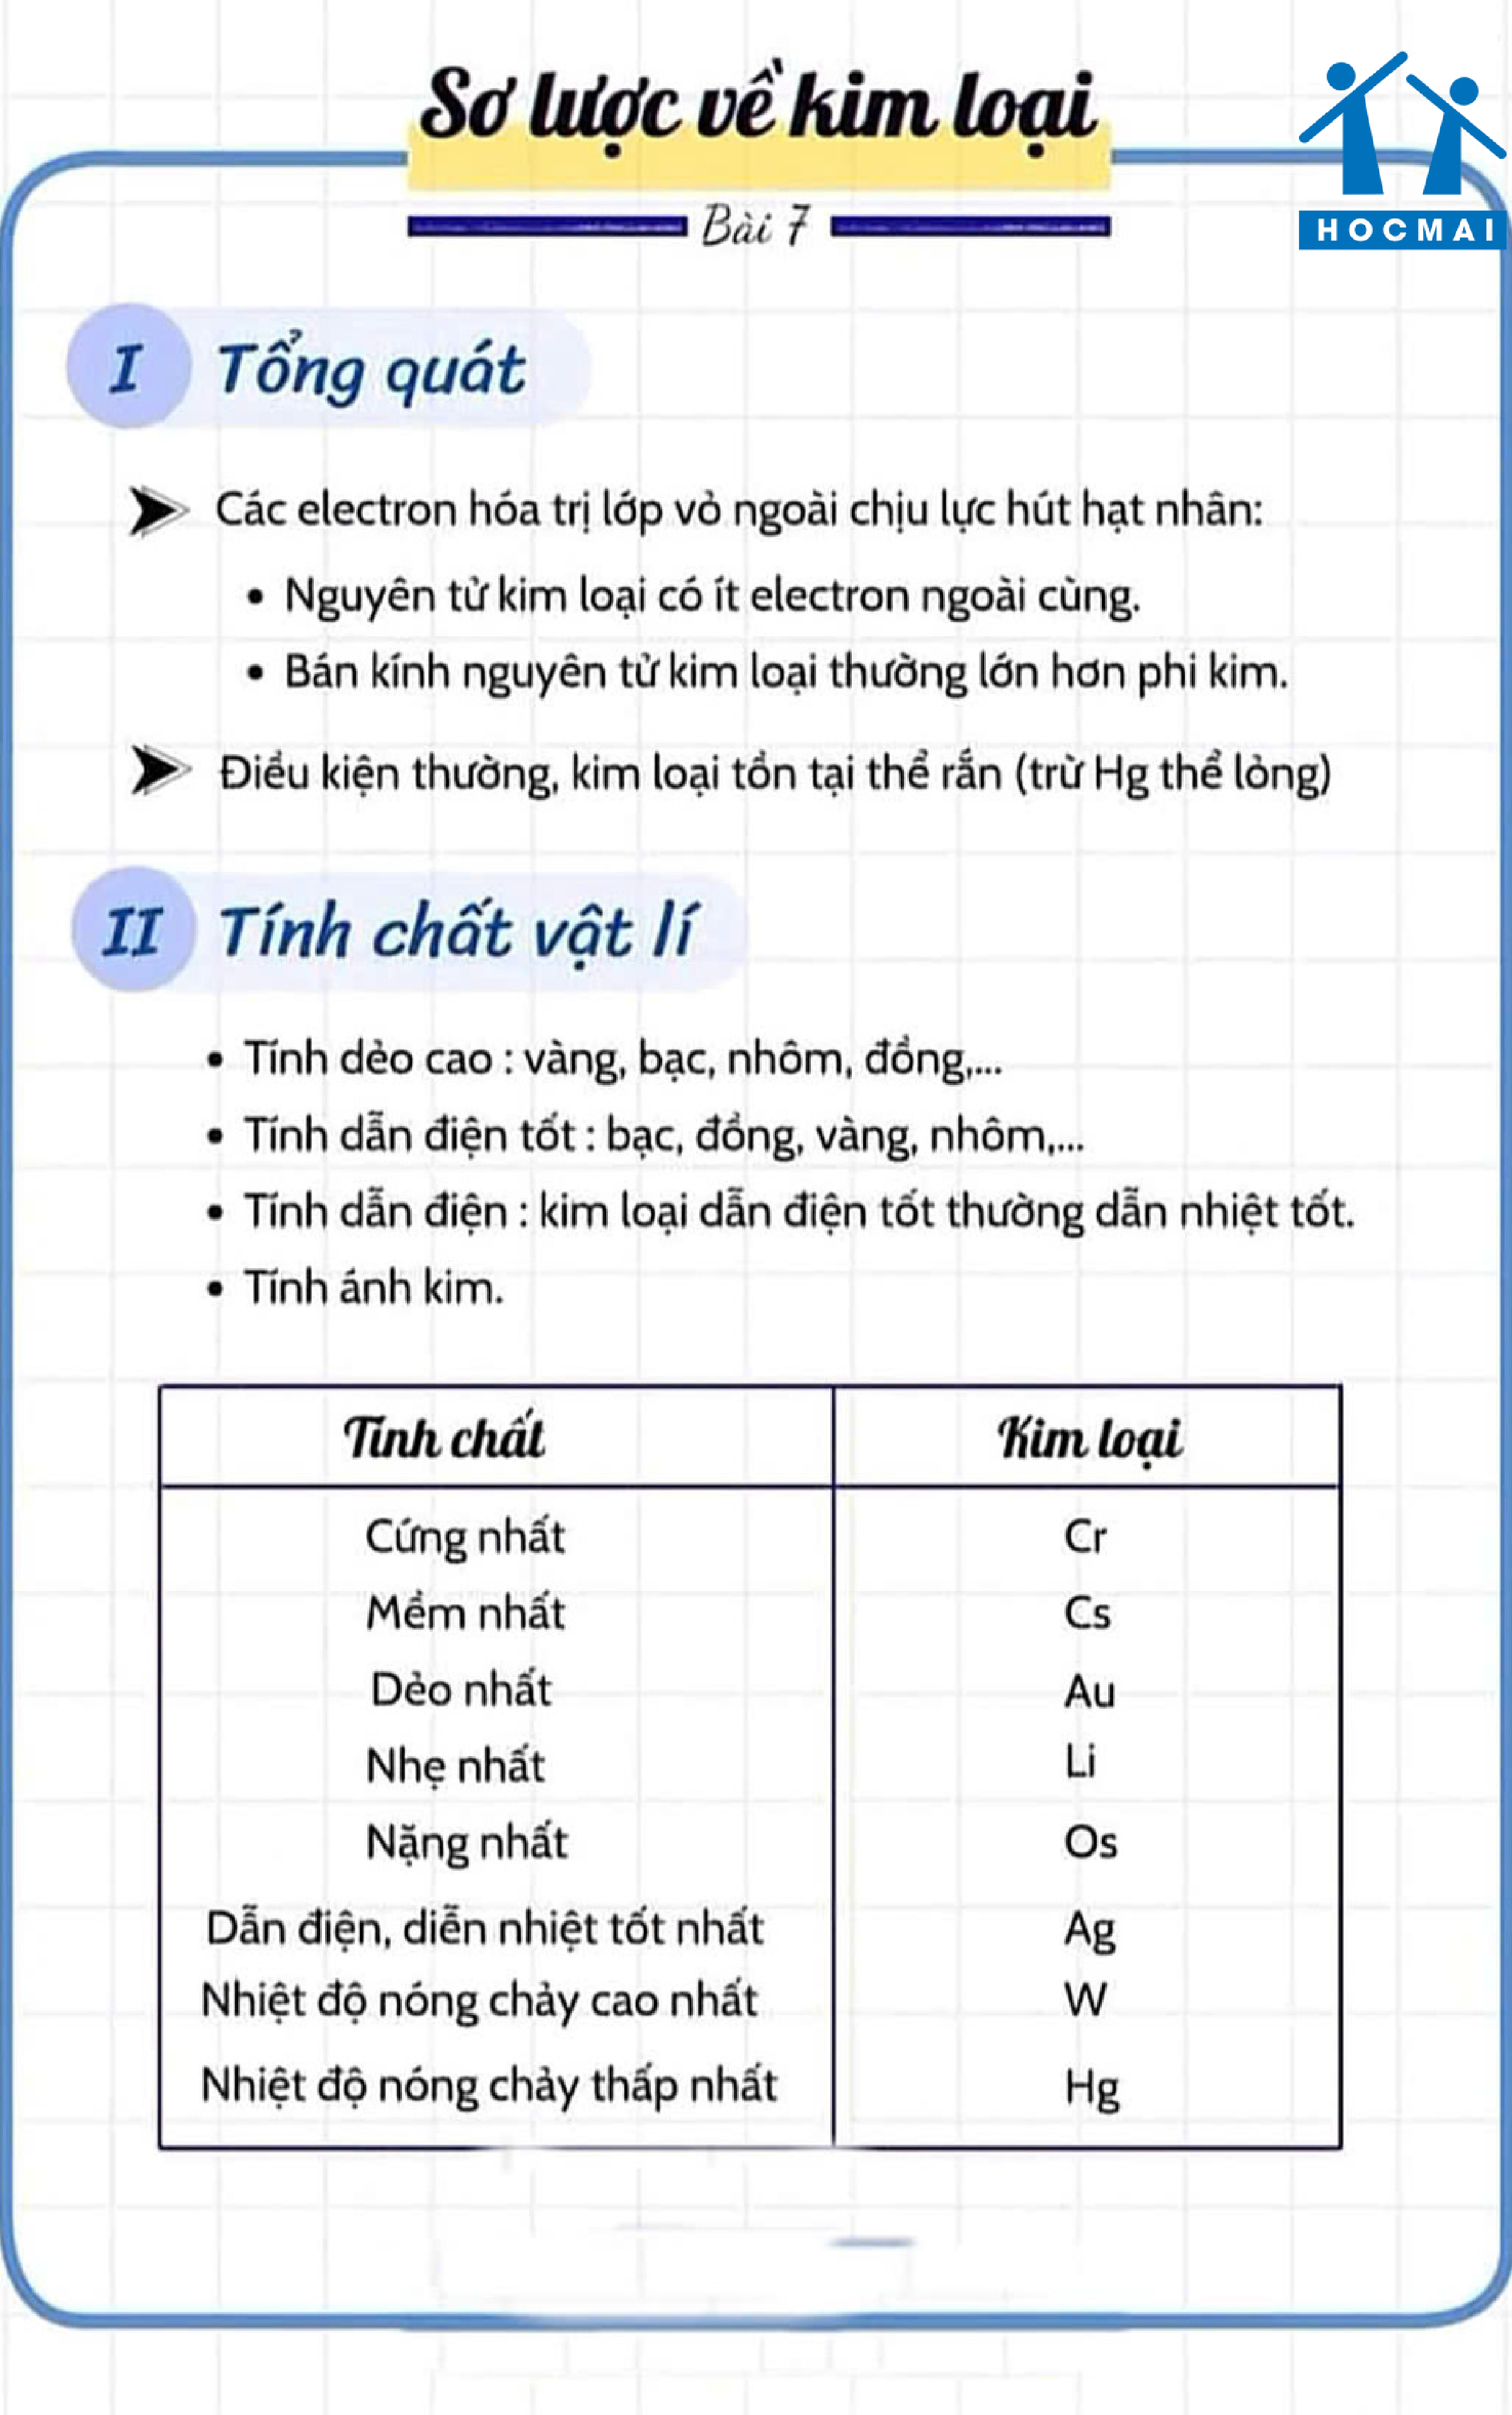 Sơ lược về kim loại
HOCMAI
Bài 7
I Tổng quát
Các electron hóa trị lớp vỏ ngoài chịu lực hút hạt nhân:
• Nguyên tử kim loại có ít electron ngoài cùng.
• Bán kính nguyên tử kim loại thường lớn hơn phi kim.
Điều kiện thường, kim loại tồn tại thể rắn (trừ Hg thể lỏng)
II Tính chất vật lí
• Tính dẻo cao : vàng, bạc, nhôm, đồng,...
• Tính dẫn điện tốt : bạc, đồng, vàng, nhôm,...
• Tính dẫn điện : kim loại dẫn điện tốt thường dẫn nhiệt tốt.
• Tính ánh kim.
Tính chất Kim loại
Cứng nhất Cr
Mềm nhất Cs
Dẻo nhất Au
Nhẹ nhất Li
Nặng nhất Os
Dẫn điện, diễn nhiệt tốt nhất Ag
Nhiệt độ nóng chảy cao nhất W
Nhiệt độ nóng chảy thấp nhất Hg